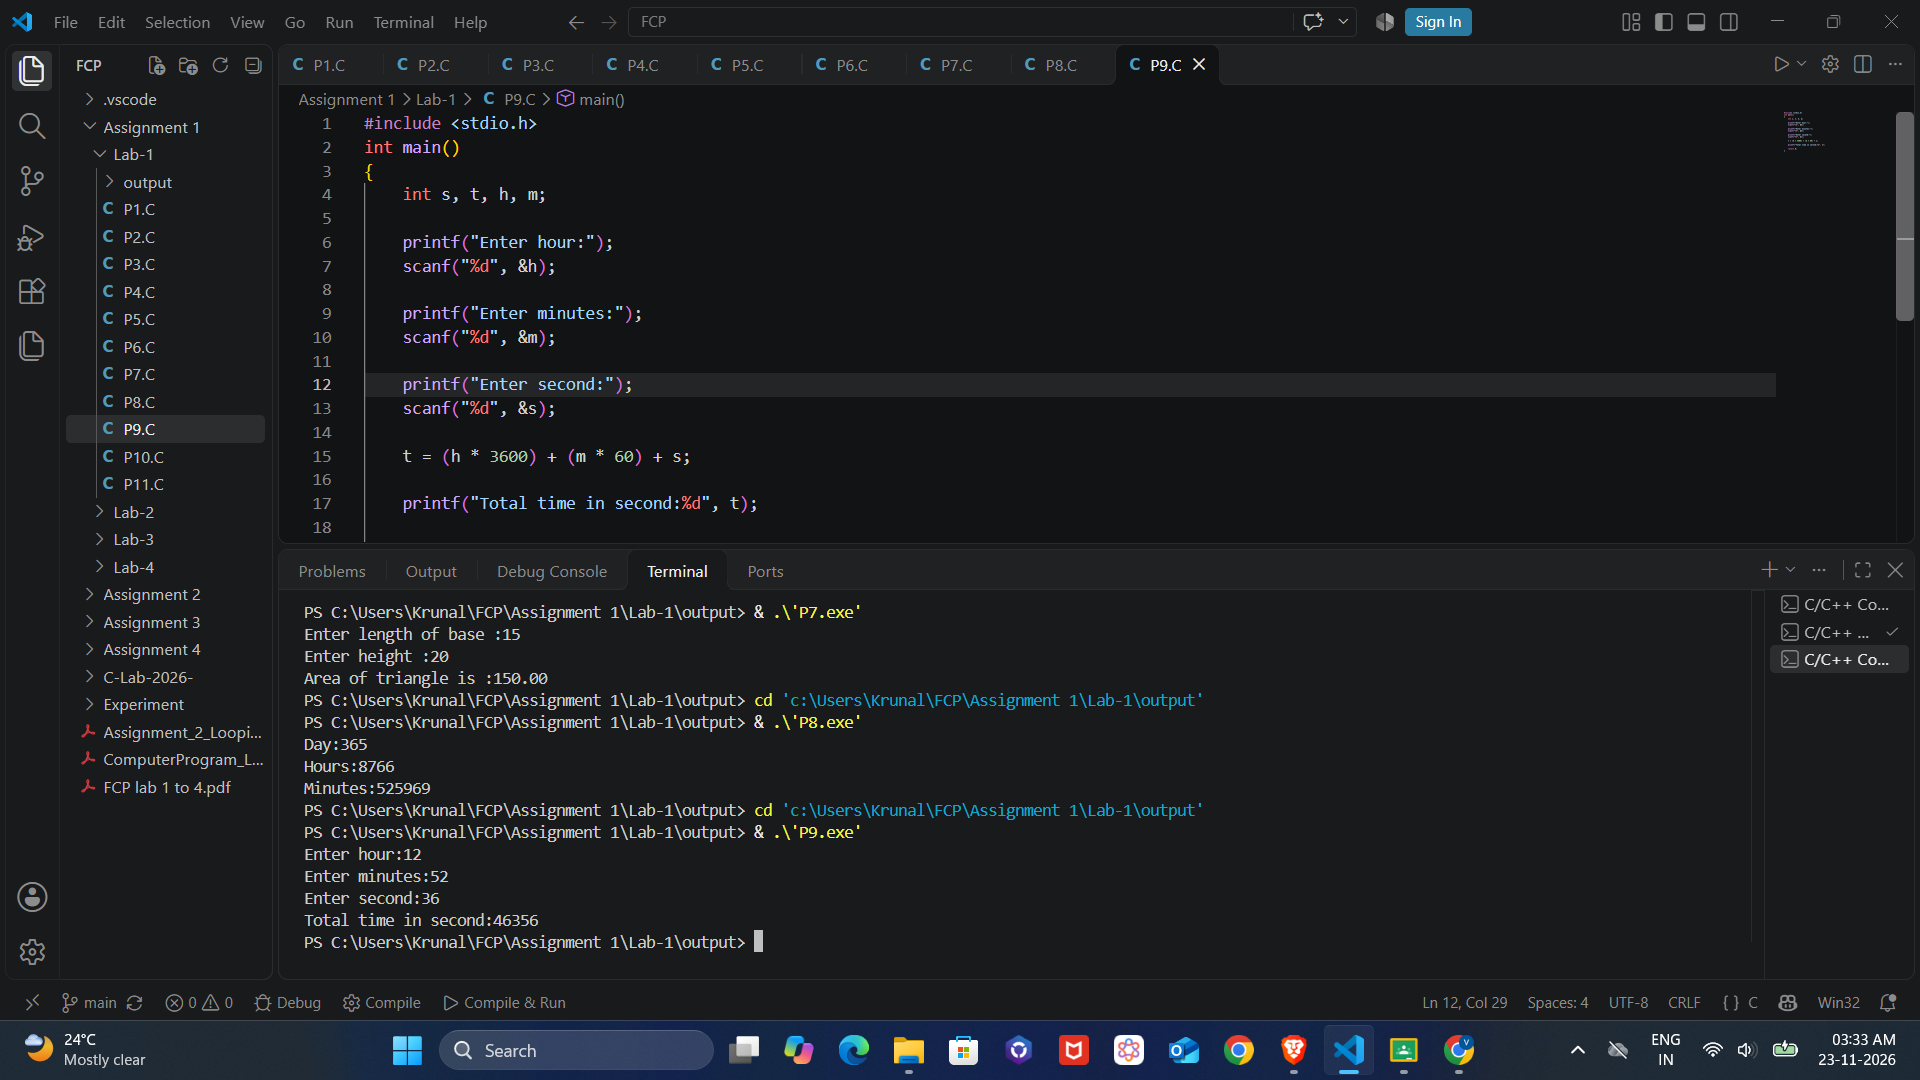 File Edit Selection View Go Run Terminal Help
FCP
Sign In
FCP
.vscode
Assignment 1
Lab-1
output
C P1.C
C P2.C
C P3.C
C P4.C
C P5.C
C P6.C
C P7.C
C P8.C
C P9.C
C P10.C
C P11.C
Lab-2
Lab-3
Lab-4
Assignment 2
Assignment 3
Assignment 4
C-Lab-2026-
Experiment
Assignment_2_Loopi...
ComputerProgram_L...
FCP lab 1 to 4.pdf
C P1.C C P2.C C P3.C C P4.C C P5.C C P6.C C P7.C C P8.C C P9.C
Assignment 1 > Lab-1 > C P9.C > main()
1 #include <stdio.h>
2 int main()
3 {
4 int s, t, h, m;
5
6 printf("Enter hour:");
7 scanf("%d", &h);
8
9 printf("Enter minutes:");
10 scanf("%d", &m);
11
12 printf("Enter second:");
13 scanf("%d", &s);
14
15 t = (h * 3600) + (m * 60) + s;
16
17 printf("Total time in second:%d", t);
18
Problems Output Debug Console Terminal Ports
PS C:\Users\Krunal\FCP\Assignment 1\Lab-1\output> & .\'P7.exe'
Enter length of base :15
Enter height :20
Area of triangle is :150.00
PS C:\Users\Krunal\FCP\Assignment 1\Lab-1\output> cd 'c:\Users\Krunal\FCP\Assignment 1\Lab-1\output'
PS C:\Users\Krunal\FCP\Assignment 1\Lab-1\output> & .\'P8.exe'
Day:365
Hours:8766
Minutes:525969
PS C:\Users\Krunal\FCP\Assignment 1\Lab-1\output> cd 'c:\Users\Krunal\FCP\Assignment 1\Lab-1\output'
PS C:\Users\Krunal\FCP\Assignment 1\Lab-1\output> & .\'P9.exe'
Enter hour:12
Enter minutes:52
Enter second:36
Total time in second:46356
PS C:\Users\Krunal\FCP\Assignment 1\Lab-1\output>
C/C++ Co...
C/C++ ...
C/C++ Co...
main 0 0 Debug Compile Compile & Run
Ln 12, Col 29 Spaces: 4 UTF-8 CRLF {} C Win32
24°C
Mostly clear
Search
ENG
IN
03:33 AM
23-11-2026